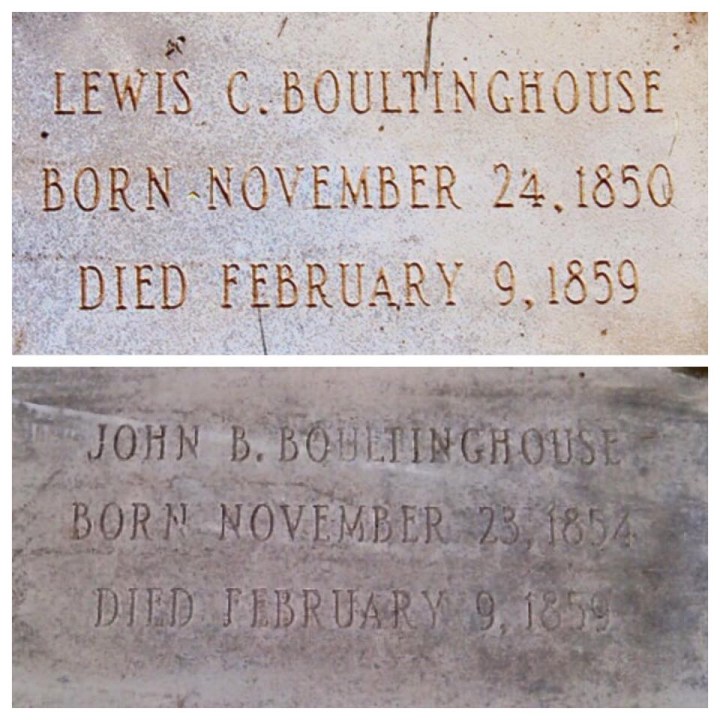 LEWIS C. BOULTINGHOUSE
BORN NOVEMBER 24, 1850
DIED FEBRUARY 9, 1859
JOHN B. BOULTINGHOUSE
BORN NOVEMBER 23, 1854
DIED FEBRUARY 9, 1859